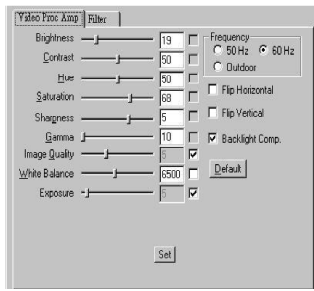 Video Proc Amp Filter
Brightness 19
Contrast 50
Hue 50
Saturation 68
Sharpness 5
Gamma 10
Image Quality 5
White Balance 6500
Exposure 5
Frequency
50 Hz 60 Hz
Outdoor
Flip Horizontal
Flip Vertical
Backlight Comp.
Default
Set